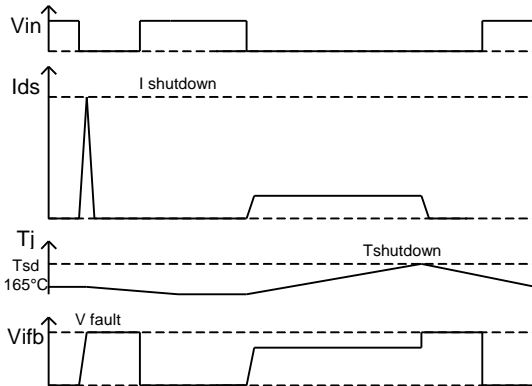 Vin
Ids
I shutdown
Tj
Tsd
165°C
Tshutdown
Vifb
V fault